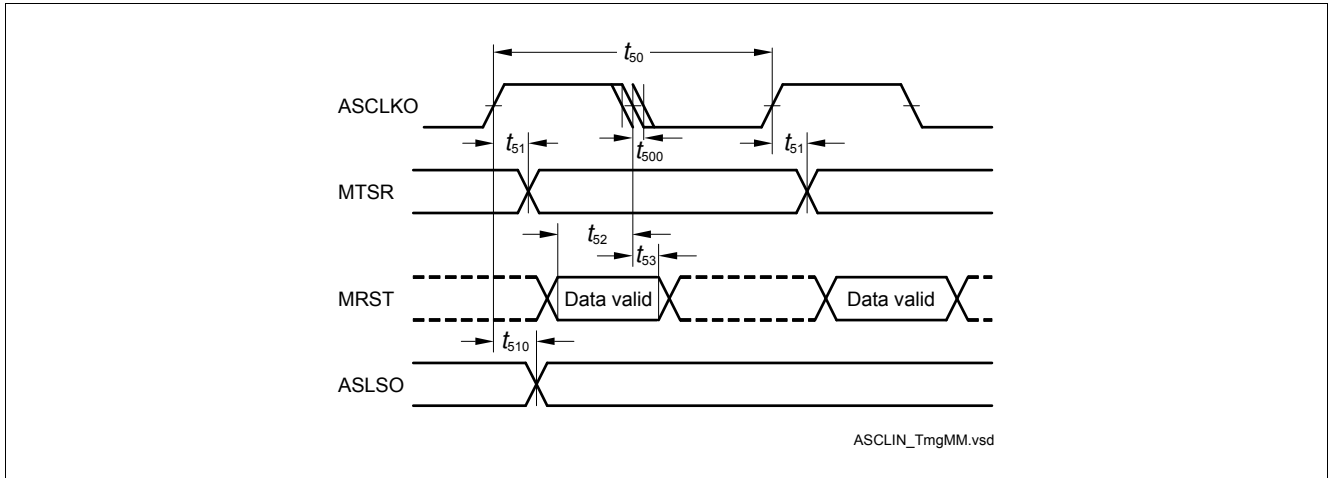 t50
ASCLKO
t51
t500
t51
MTSR
t52
t53
MRST
Data valid
Data valid
t510
ASLSO
ASCLIN_TmgMM.vsd